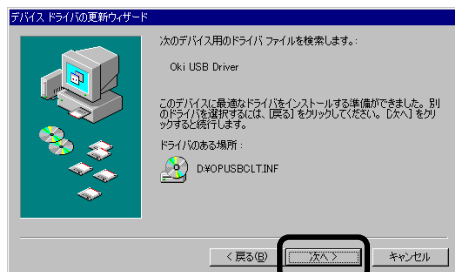 デバイス ドライバの更新ウィザード
次のデバイス用のドライバ ファイルを検索します。:
Oki USB Driver
このデバイスに最適なドライバをインストールする準備ができました。 別
のドライバを選択するには、[戻る] をクリックしてください。 [次へ] をクリ
ックすると続行します。
ドライバのある場所 :
D:¥OPUSBCLT.INF
< 戻る(B)
次へ >
キャンセル